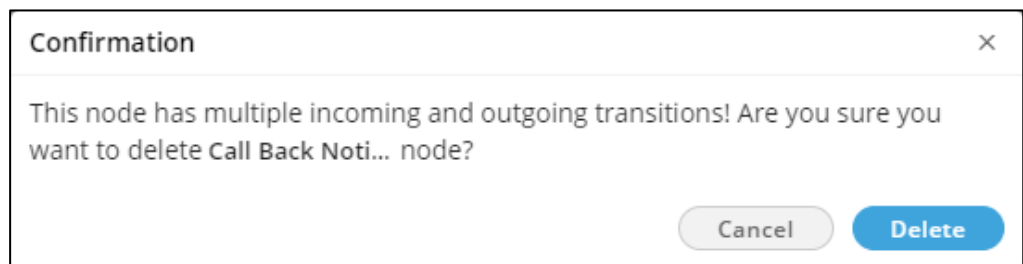 Confirmation ×
This node has multiple incoming and outgoing transitions! Are you sure you
want to delete Call Back Noti... node?
Cancel Delete